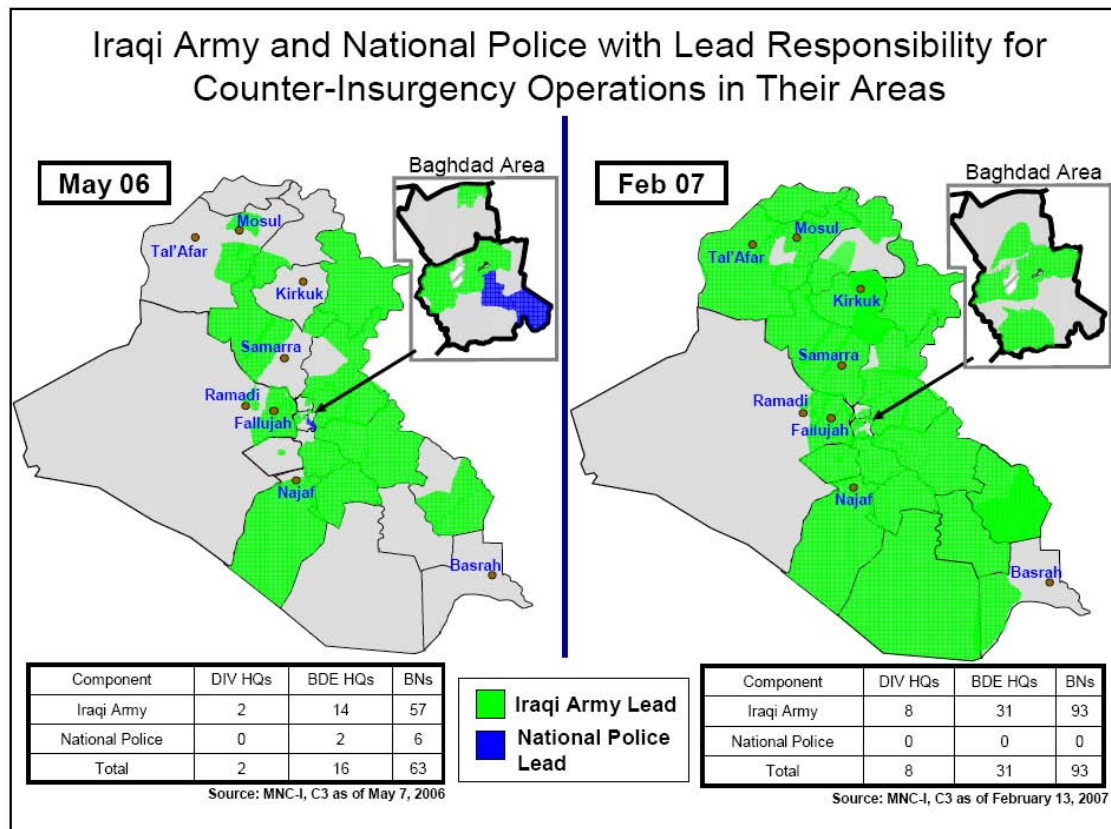 Iraqi Army and National Police with Lead Responsibility for
Counter-Insurgency Operations in Their Areas
May 06
Baghdad Area
Mosul
Tal'Afar
Kirkuk
Samarra
Ramadi
Fallujah
Najaf
Basrah
Component DIV HQs BDE HQs BNs
Iraqi Army 2 14 57
National Police 0 2 6
Total 2 16 63
Source: MNC-I, C3 as of May 7, 2006
Iraqi Army Lead
National Police
Lead
Feb 07
Baghdad Area
Mosul
Tal'Afar
Kirkuk
Samarra
Ramadi
Fallujah
Najaf
Basrah
Component DIV HQs BDE HQs BNs
Iraqi Army 8 31 93
National Police 0 0 0
Total 8 31 93
Source: MNC-I, C3 as of February 13, 2007